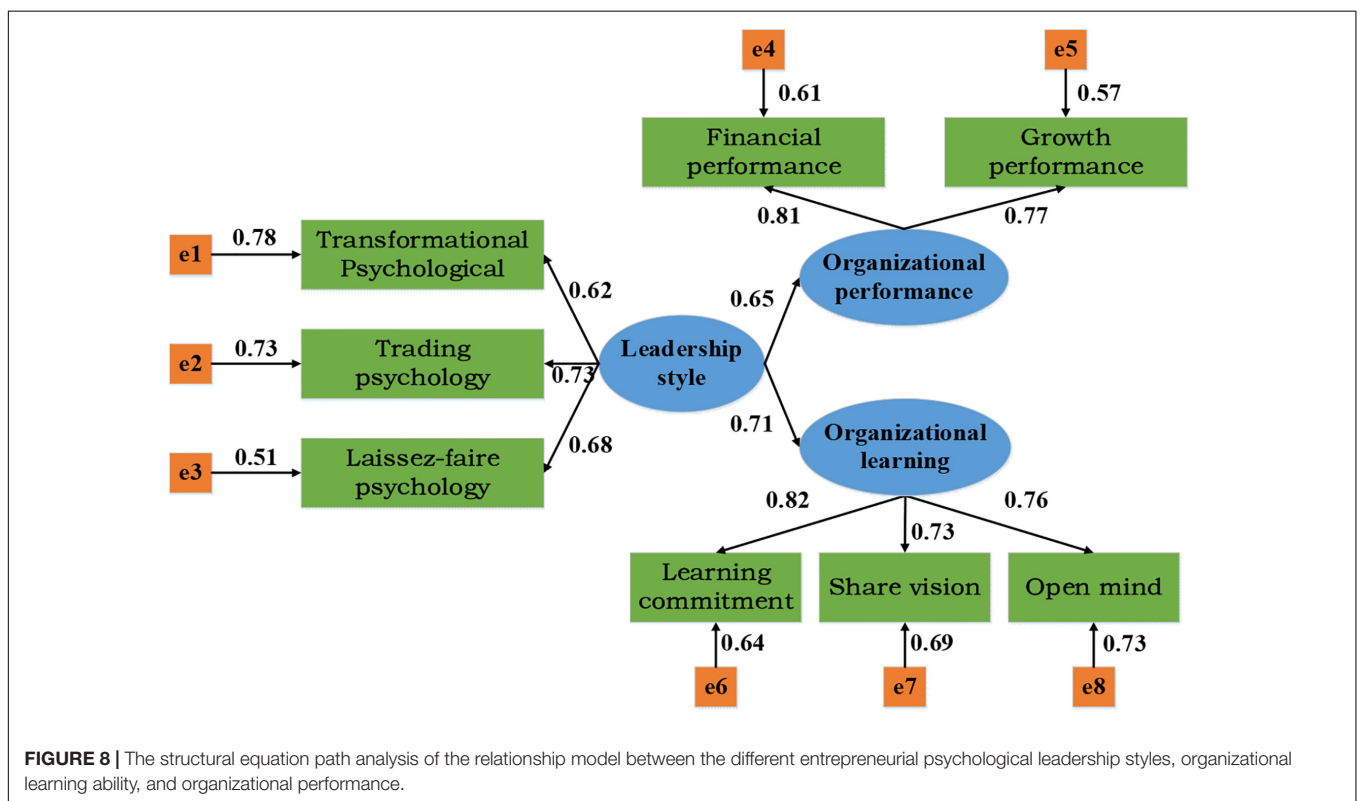 e4
e5
0.61
0.57
Financial
performance
Growth
performance
0.81
0.77
e1
0.78
Transformational
Psychological
0.62
Organizational
performance
0.65
e2
0.73
Trading
psychology
0.73
Leadership
style
0.71
Organizational
learning
e3
0.51
Laissez-faire
psychology
0.68
0.82
0.73
0.76
Learning
commitment
Share vision
Open mind
0.64
0.69
0.73
e6
e7
e8
FIGURE 8 | The structural equation path analysis of the relationship model between the different entrepreneurial psychological leadership styles, organizational
learning ability, and organizational performance.